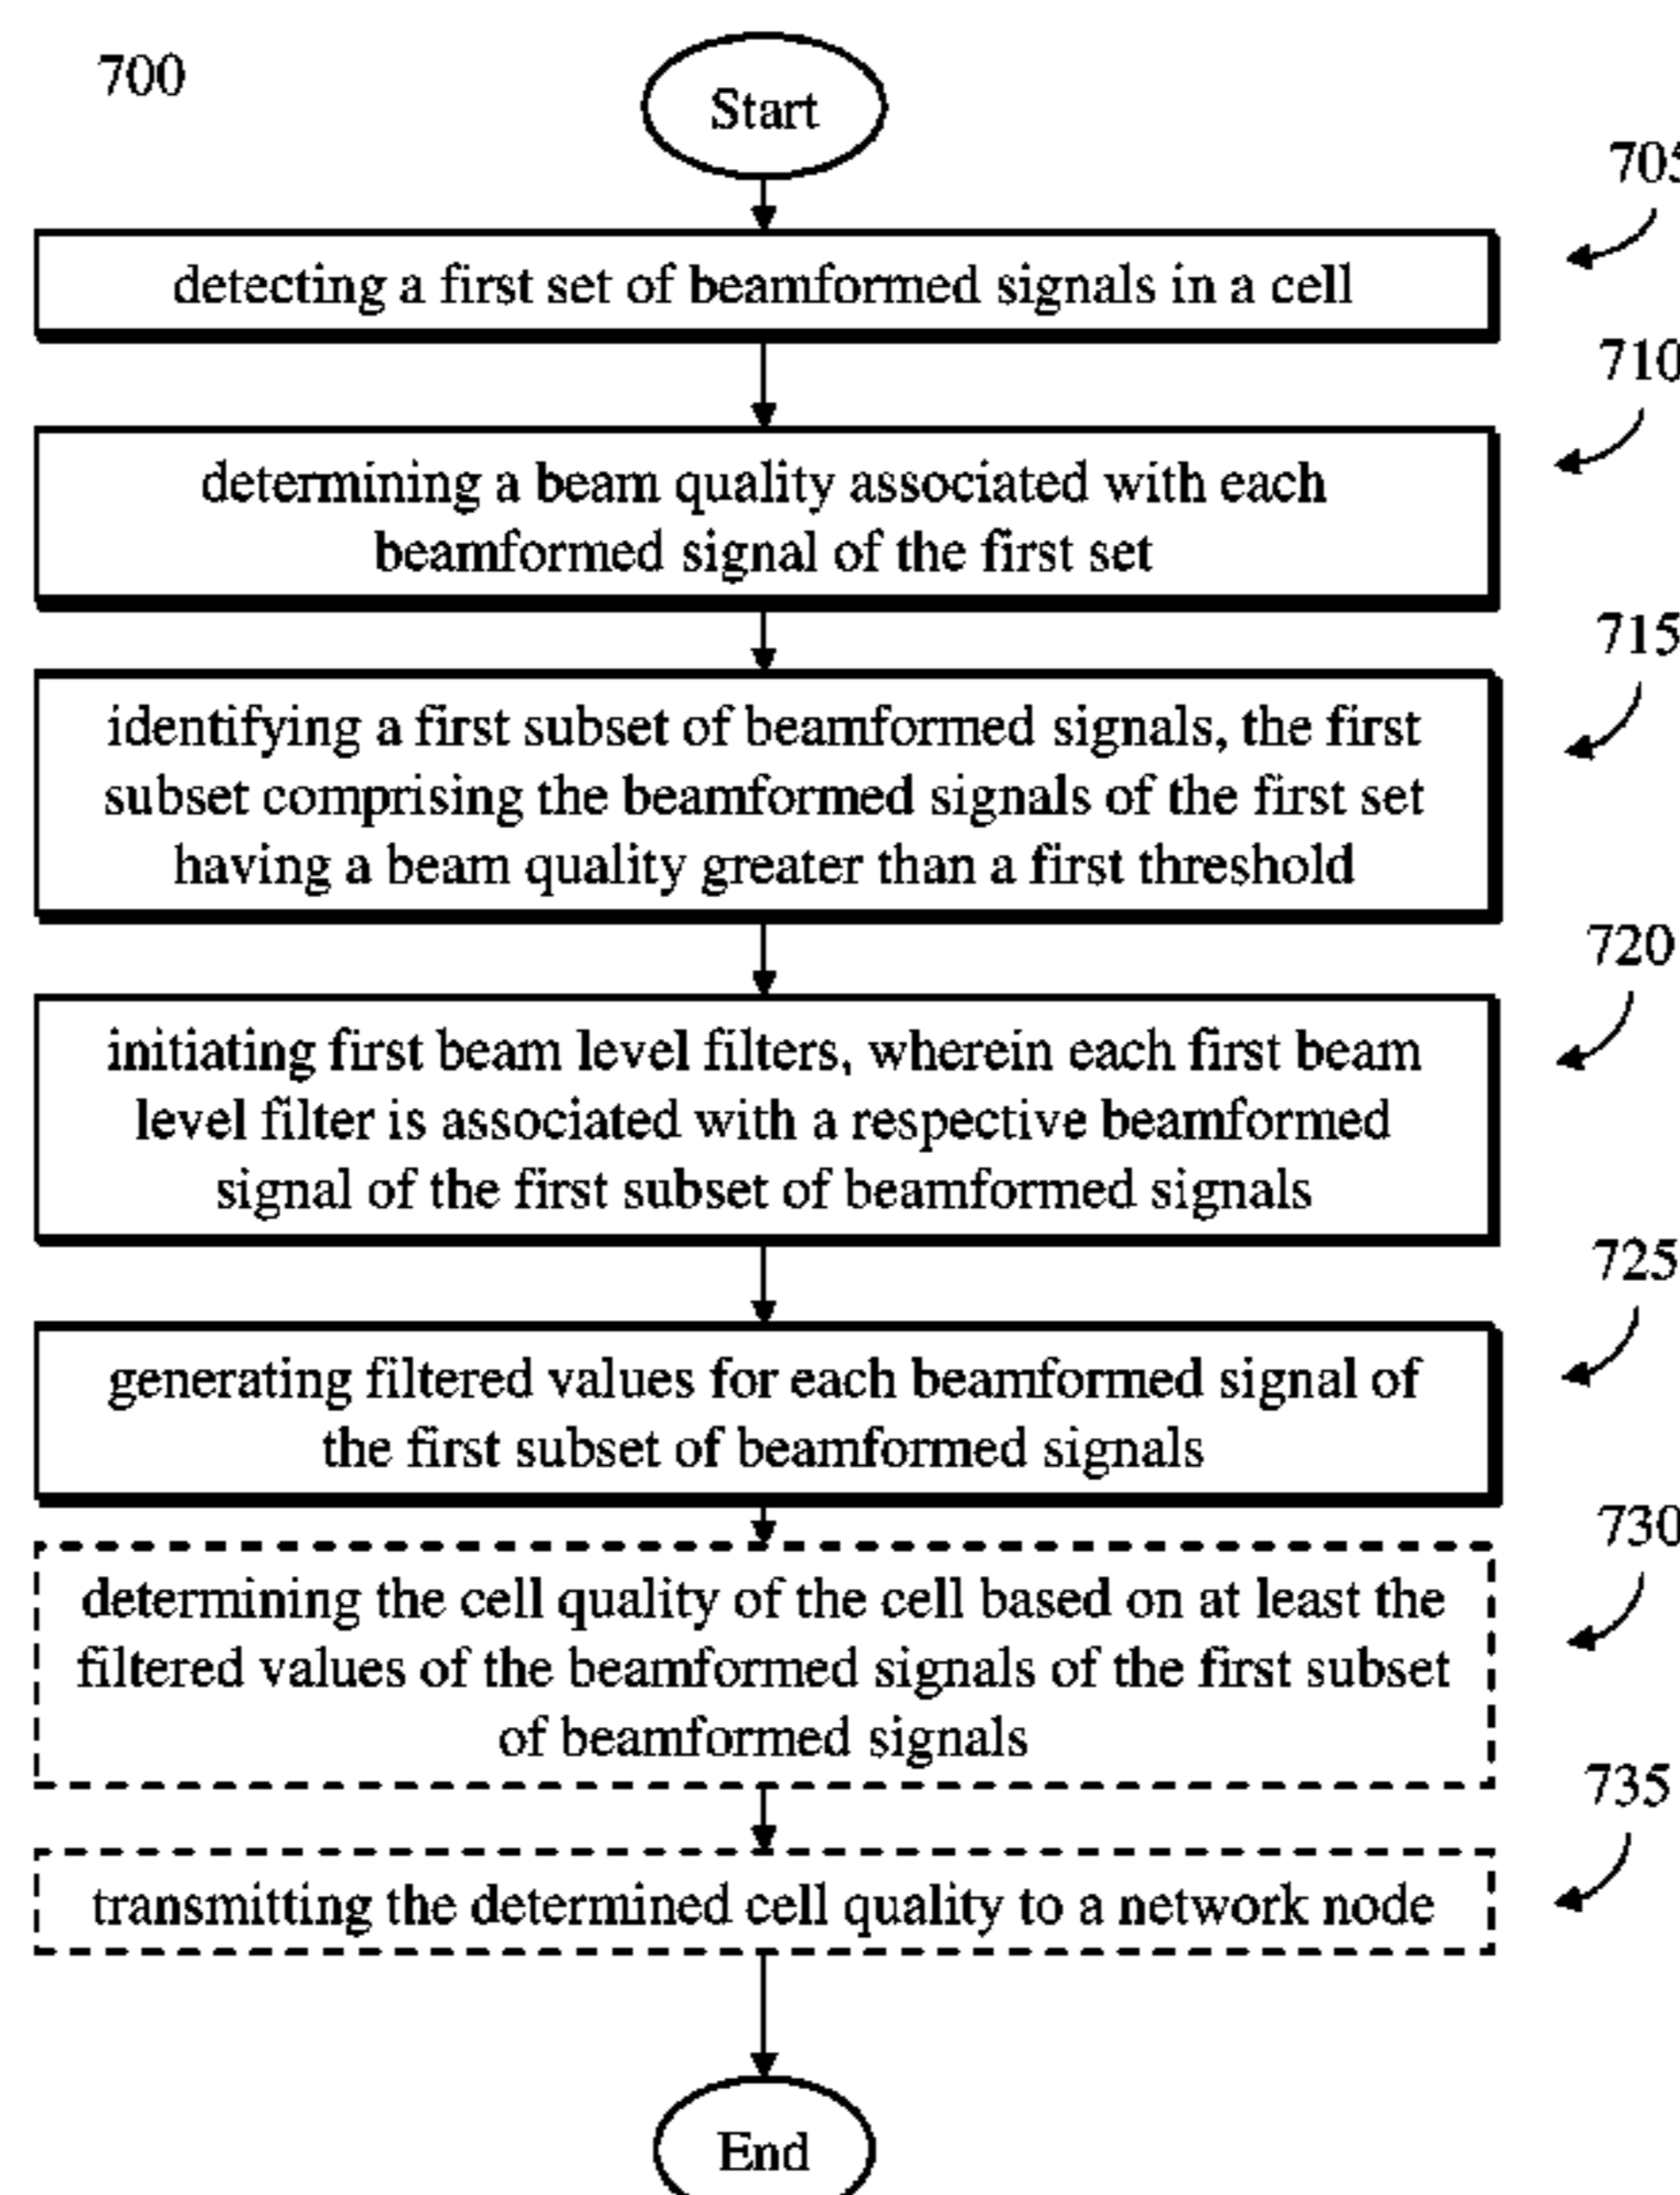 700
Start
705
detecting a first set of beamformed signals in a cell
710
determining a beam quality associated with each
beamformed signal of the first set
715
identifying a first subset of beamformed signals, the first
subset comprising the beamformed signals of the first set
having a beam quality greater than a first threshold
720
initiating first beam level filters, wherein each first beam
level filter is associated with a respective beamformed
signal of the first subset of beamformed signals
725
generating filtered values for each beamformed signal of
the first subset of beamformed signals
730
determining the cell quality of the cell based on at least the
filtered values of the beamformed signals of the first subset
of beamformed signals
735
transmitting the determined cell quality to a network node
End